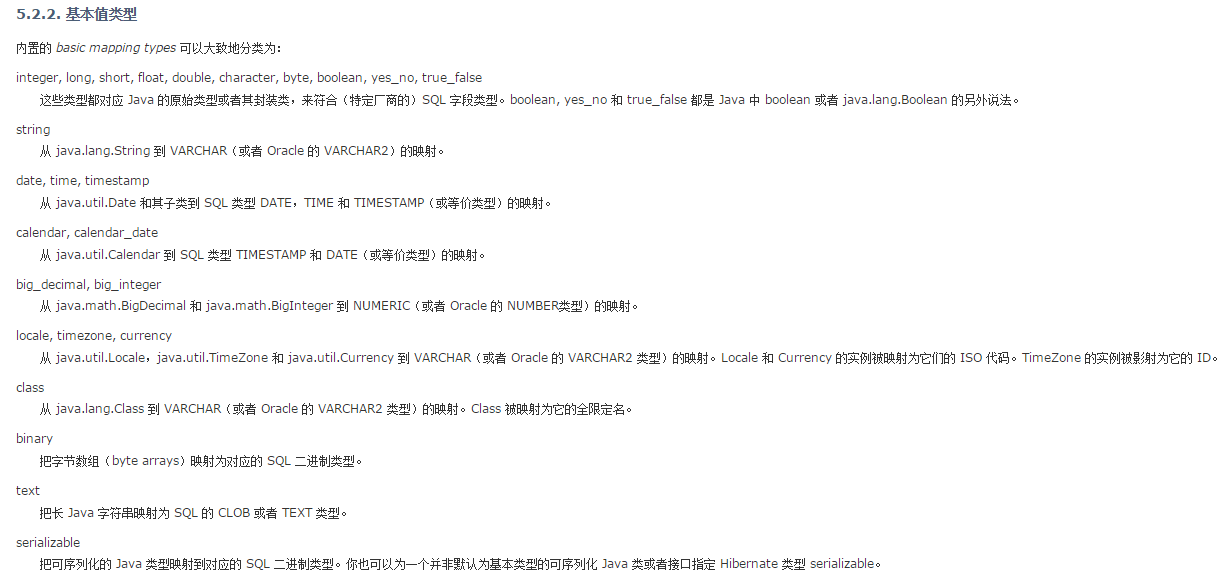 5.2.2. 基本值类型
内置的 basic mapping types 可以大致地分类为：
integer, long, short, float, double, character, byte, boolean, yes_no, true_false
这些类型都对应 Java 的原始类型或者其封装类，来符合（特定厂商的）SQL 字段类型。boolean, yes_no 和 true_false 都是 Java 中 boolean 或者 java.lang.Boolean 的另外说法。
string
从 java.lang.String 到 VARCHAR（或者 Oracle 的 VARCHAR2）的映射。
date, time, timestamp
从 java.util.Date 和其子类到 SQL 类型 DATE，TIME 和 TIMESTAMP（或等价类型）的映射。
calendar, calendar_date
从 java.util.Calendar 到 SQL 类型 TIMESTAMP 和 DATE（或等价类型）的映射。
big_decimal, big_integer
从 java.math.BigDecimal 和 java.math.BigInteger 到 NUMERIC（或者 Oracle 的 NUMBER类型）的映射。
locale, timezone, currency
从 java.util.Locale，java.util.TimeZone 和 java.util.Currency 到 VARCHAR（或者 Oracle 的 VARCHAR2 类型）的映射。Locale 和 Currency 的实例被映射为它们的 ISO 代码。TimeZone 的实例被影射为它的 ID。
class
从 java.lang.Class 到 VARCHAR（或者 Oracle 的 VARCHAR2 类型）的映射。Class 被映射为它的全限定名。
binary
把字节数组（byte arrays）映射为对应的 SQL 二进制类型。
text
把长 Java 字符串映射为 SQL 的 CLOB 或者 TEXT 类型。
serializable
把可序列化的 Java 类型映射到对应的 SQL 二进制类型。你也可以为一个并非默认为基本类型的可序列化 Java 类或者接口指定 Hibernate 类型 serializable。